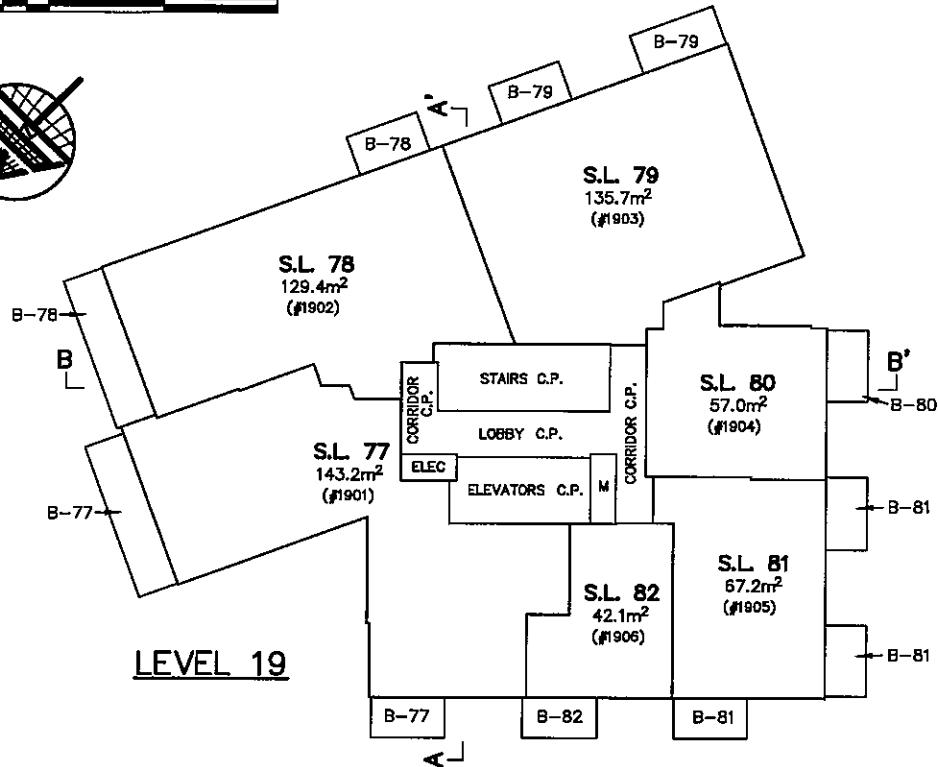 B-79
B-79
A'
B-78
S.L. 79
135.7m²
(#1903)
S.L. 78
129.4m²
(#1902)
B-78
B
STAIRS C.P.
CORRIDOR
C.P.
LOBBY C.P.
CORRIDOR C.P.
S.L. 80
57.0m²
(#1904)
B'
B-80
S.L. 77
143.2m²
(#1901)
ELEC
ELEVATORS C.P.
M
B-77
B-81
S.L. 82
42.1m²
(#1906)
S.L. 81
67.2m²
(#1905)
B-81
LEVEL 19
B-77
B-82
B-81
A